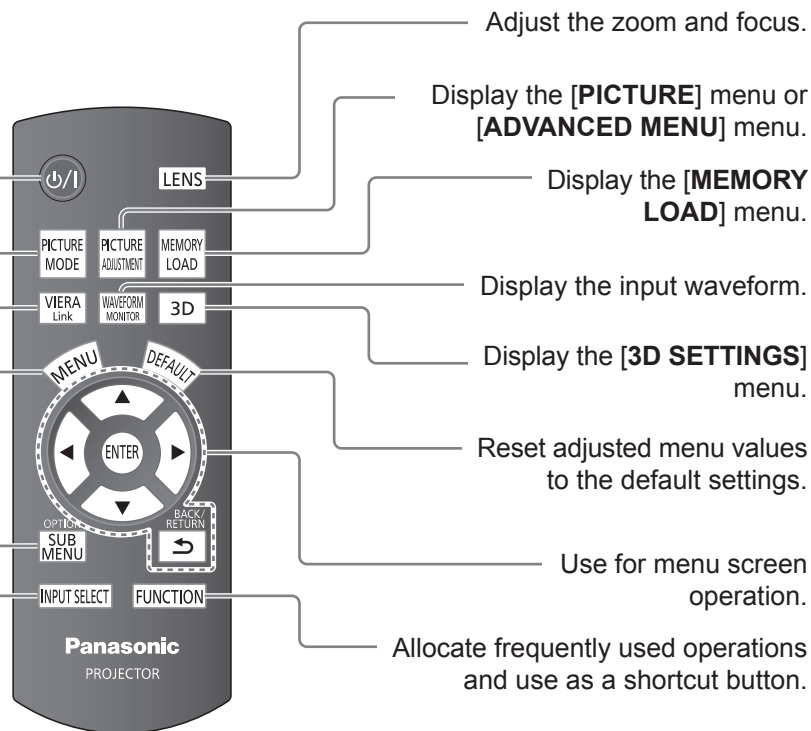 Adjust the zoom and focus.
Display the [PICTURE] menu or
[ADVANCED MENU] menu.
Display the [MEMORY
LOAD] menu.
Display the input waveform.
Display the [3D SETTINGS]
menu.
Reset adjusted menu values
to the default settings.
Use for menu screen
operation.
Allocate frequently used operations
and use as a shortcut button.
LENS
PICTURE
MODE
PICTURE
ADJUSTMENT
MEMORY
LOAD
VIERA
Link
WAVEFORM
MONITOR
3D
MENU
DEFAULT
ENTER
OPTION
SUB
MENU
BACK/
RETURN
INPUT SELECT
FUNCTION
Panasonic
PROJECTOR